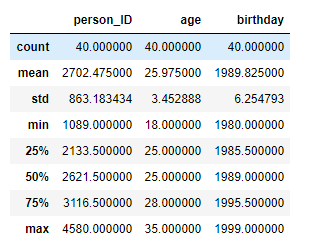 person_ID age birthday
count 40.000000 40.000000 40.000000
mean 2702.475000 25.975000 1989.825000
std 863.183434 3.452888 6.254793
min 1089.000000 18.000000 1980.000000
25% 2133.500000 25.000000 1985.500000
50% 2621.500000 25.000000 1989.000000
75% 3116.500000 28.000000 1995.500000
max 4580.000000 35.000000 1999.000000